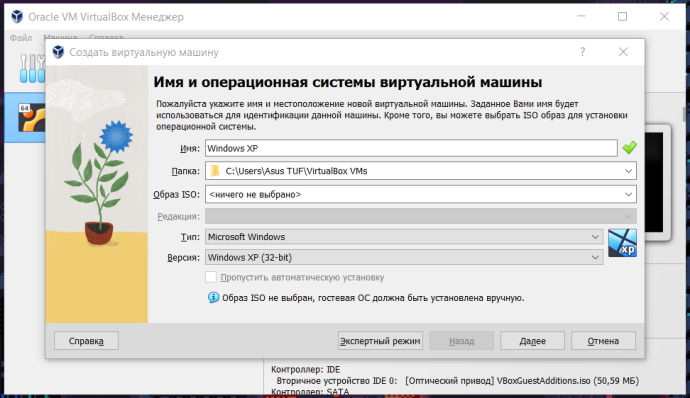 Oracle VM VirtualBox Менеджер
Файл Машина Справка
Создать виртуальную машину
64
Имя и операционная системы виртуальной машины
Пожалуйста укажите имя и местоположение новой виртуальной машины. Заданное Вами имя будет
использоваться для идентификации данной машины. Кроме того, вы можете выбрать ISO образ для установки
операционной системы.
Имя: Windows XP
Папка: C:\Users\Asus TUF\VirtualBox VMs
Образ ISO: <ничего не выбрано>
Редакция:
Тип: Microsoft Windows
Версия: Windows XP (32-bit)
xp
Пропустить автоматическую установку
Образ ISO не выбран, гостевая ОС должна быть установлена вручную.
Справка Экспертный режим Назад Далее Отмена
Контроллер: IDE
Вторичное устройство IDE 0: [Оптический привод] VBoxGuestAdditions.iso (50,59 МБ)
Контроллер: SATA